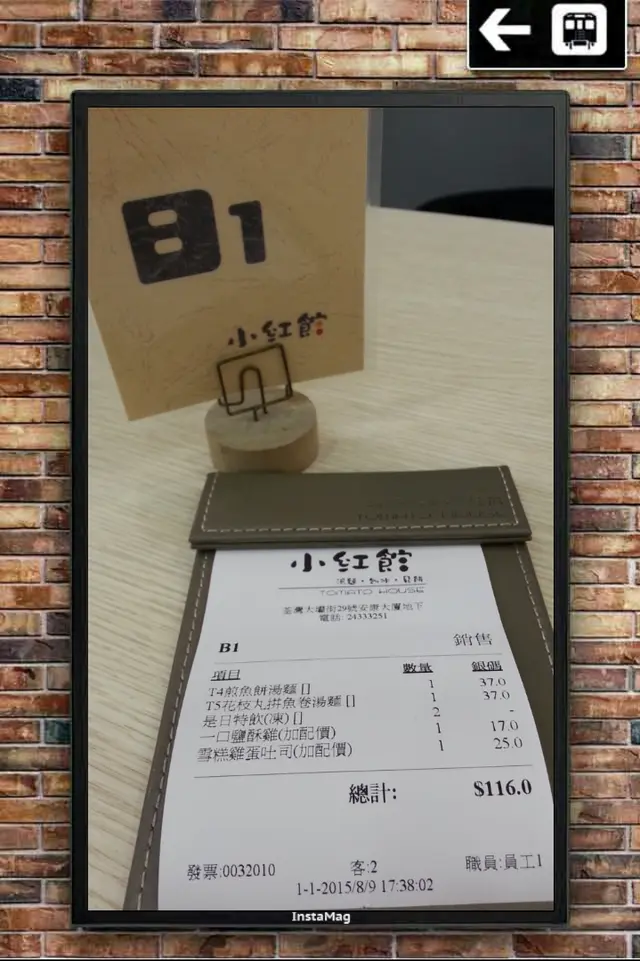 B1
小紅館
TOMATO HOUSE
小紅館
TOMATO HOUSE
荃灣大壩街29號安康大廈地下
電話: 24333251
B1 銷售
項目 數量 銀碼
T4煎魚餅湯麵 [] 1 37.0
T5花枝丸拼魚卷湯麵 [] 1 37.0
是日特飲(凍) [] 2 -
一口鹽酥雞(加配價) 1 17.0
雪糕雞蛋吐司(加配價) 1 25.0
總計: $116.0
發票:0032010 客:2 職員:員工1
1-1-2015/8/9 17:38:02
InstaMag